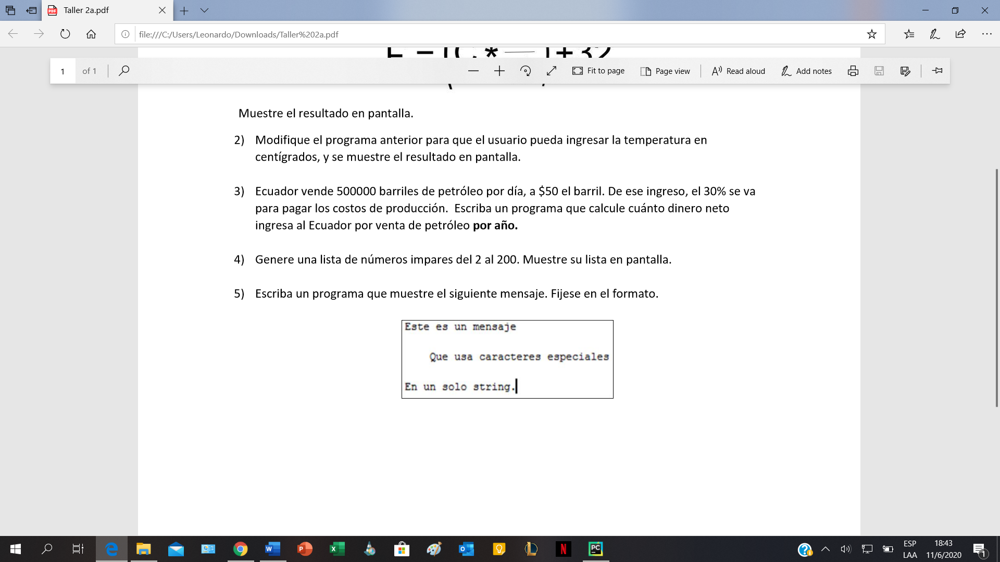 Taller 2a.pdf
file:///C:/Users/Leonardo/Downloads/Taller%202a.pdf
1 of 1 Fit to page Page view Read aloud Add notes
Muestre el resultado en pantalla.
2) Modifique el programa anterior para que el usuario pueda ingresar la temperatura en
centígrados, y se muestre el resultado en pantalla.
3) Ecuador vende 500000 barriles de petróleo por día, a $50 el barril. De ese ingreso, el 30% se va
para pagar los costos de producción. Escriba un programa que calcule cuánto dinero neto
ingresa al Ecuador por venta de petróleo por año.
4) Genere una lista de números impares del 2 al 200. Muestre su lista en pantalla.
5) Escriba un programa que muestre el siguiente mensaje. Fijese en el formato.
Este es un mensaje
Que usa caracteres especiales
En un solo string.
ESP 18:43
LAA 11/6/2020 1